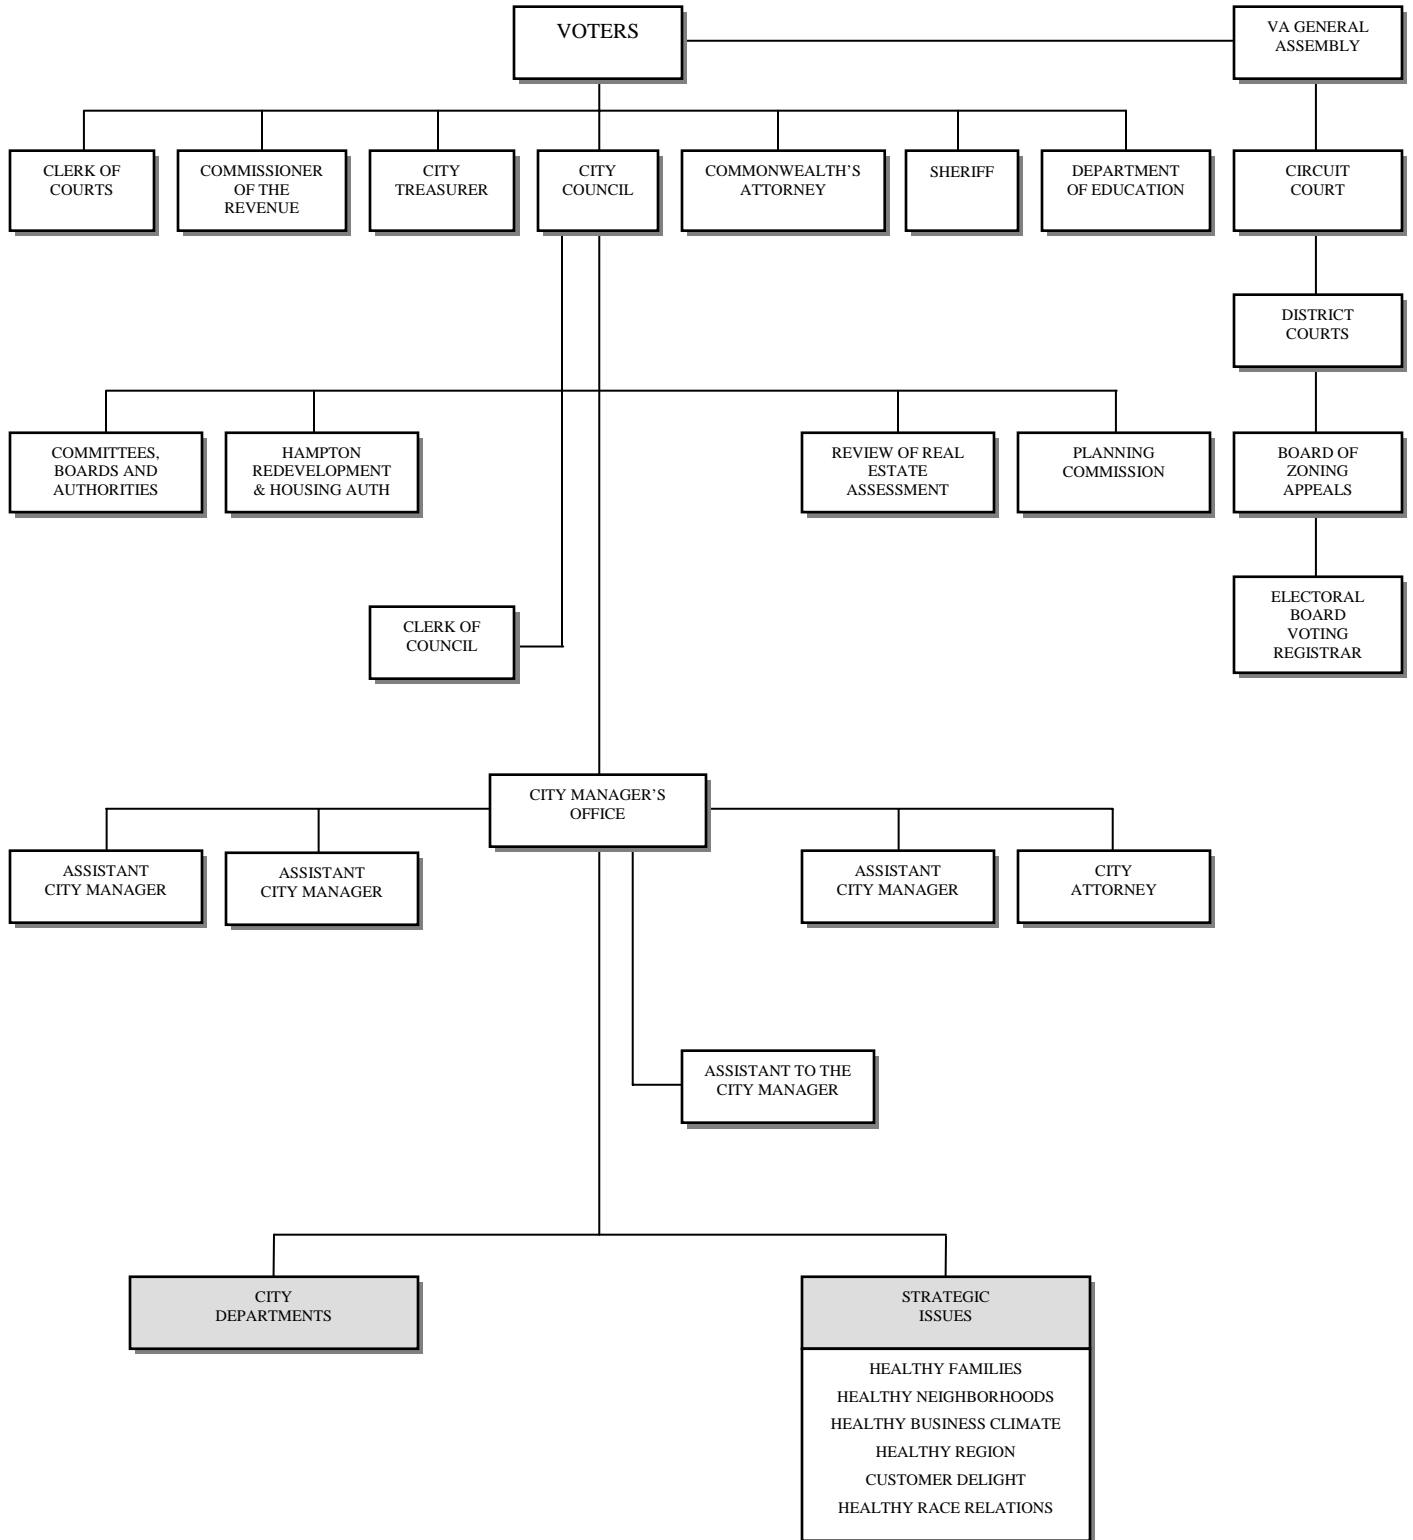 VOTERS
VA GENERAL
ASSEMBLY
CLERK OF
COURTS
COMMISSIONER
OF THE
REVENUE
CITY
TREASURER
CITY
COUNCIL
COMMONWEALTH'S
ATTORNEY
SHERIFF
DEPARTMENT
OF EDUCATION
CIRCUIT
COURT
DISTRICT
COURTS
COMMITTEES,
BOARDS AND
AUTHORITIES
HAMPTON
REDEVELOPMENT
& HOUSING AUTH
REVIEW OF REAL
ESTATE
ASSESSMENT
PLANNING
COMMISSION
BOARD OF
ZONING
APPEALS
CLERK OF
COUNCIL
ELECTORAL
BOARD
VOTING
REGISTRAR
CITY MANAGER'S
OFFICE
ASSISTANT
CITY MANAGER
ASSISTANT
CITY MANAGER
ASSISTANT
CITY MANAGER
CITY
ATTORNEY
ASSISTANT TO THE
CITY MANAGER
CITY
DEPARTMENTS
STRATEGIC
ISSUES
HEALTHY FAMILIES
HEALTHY NEIGHBORHOODS
HEALTHY BUSINESS CLIMATE
HEALTHY REGION
CUSTOMER DELIGHT
HEALTHY RACE RELATIONS